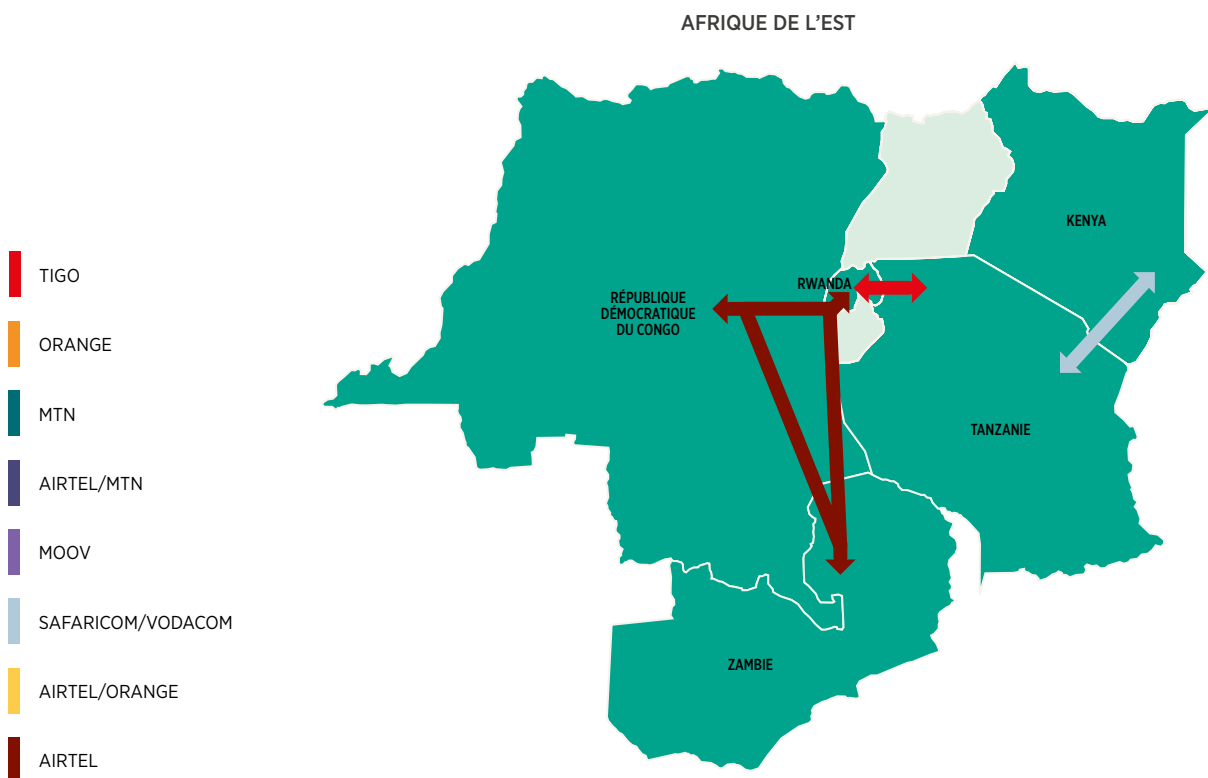 AFRIQUE DE L’EST
KENYA
RWANDA
RÉPUBLIQUE
DÉMOCRATIQUE
DU CONGO
TANZANIE
ZAMBIE
TIGO
ORANGE
MTN
AIRTEL/MTN
MOOV
SAFARICOM/VODACOM
AIRTEL/ORANGE
AIRTEL